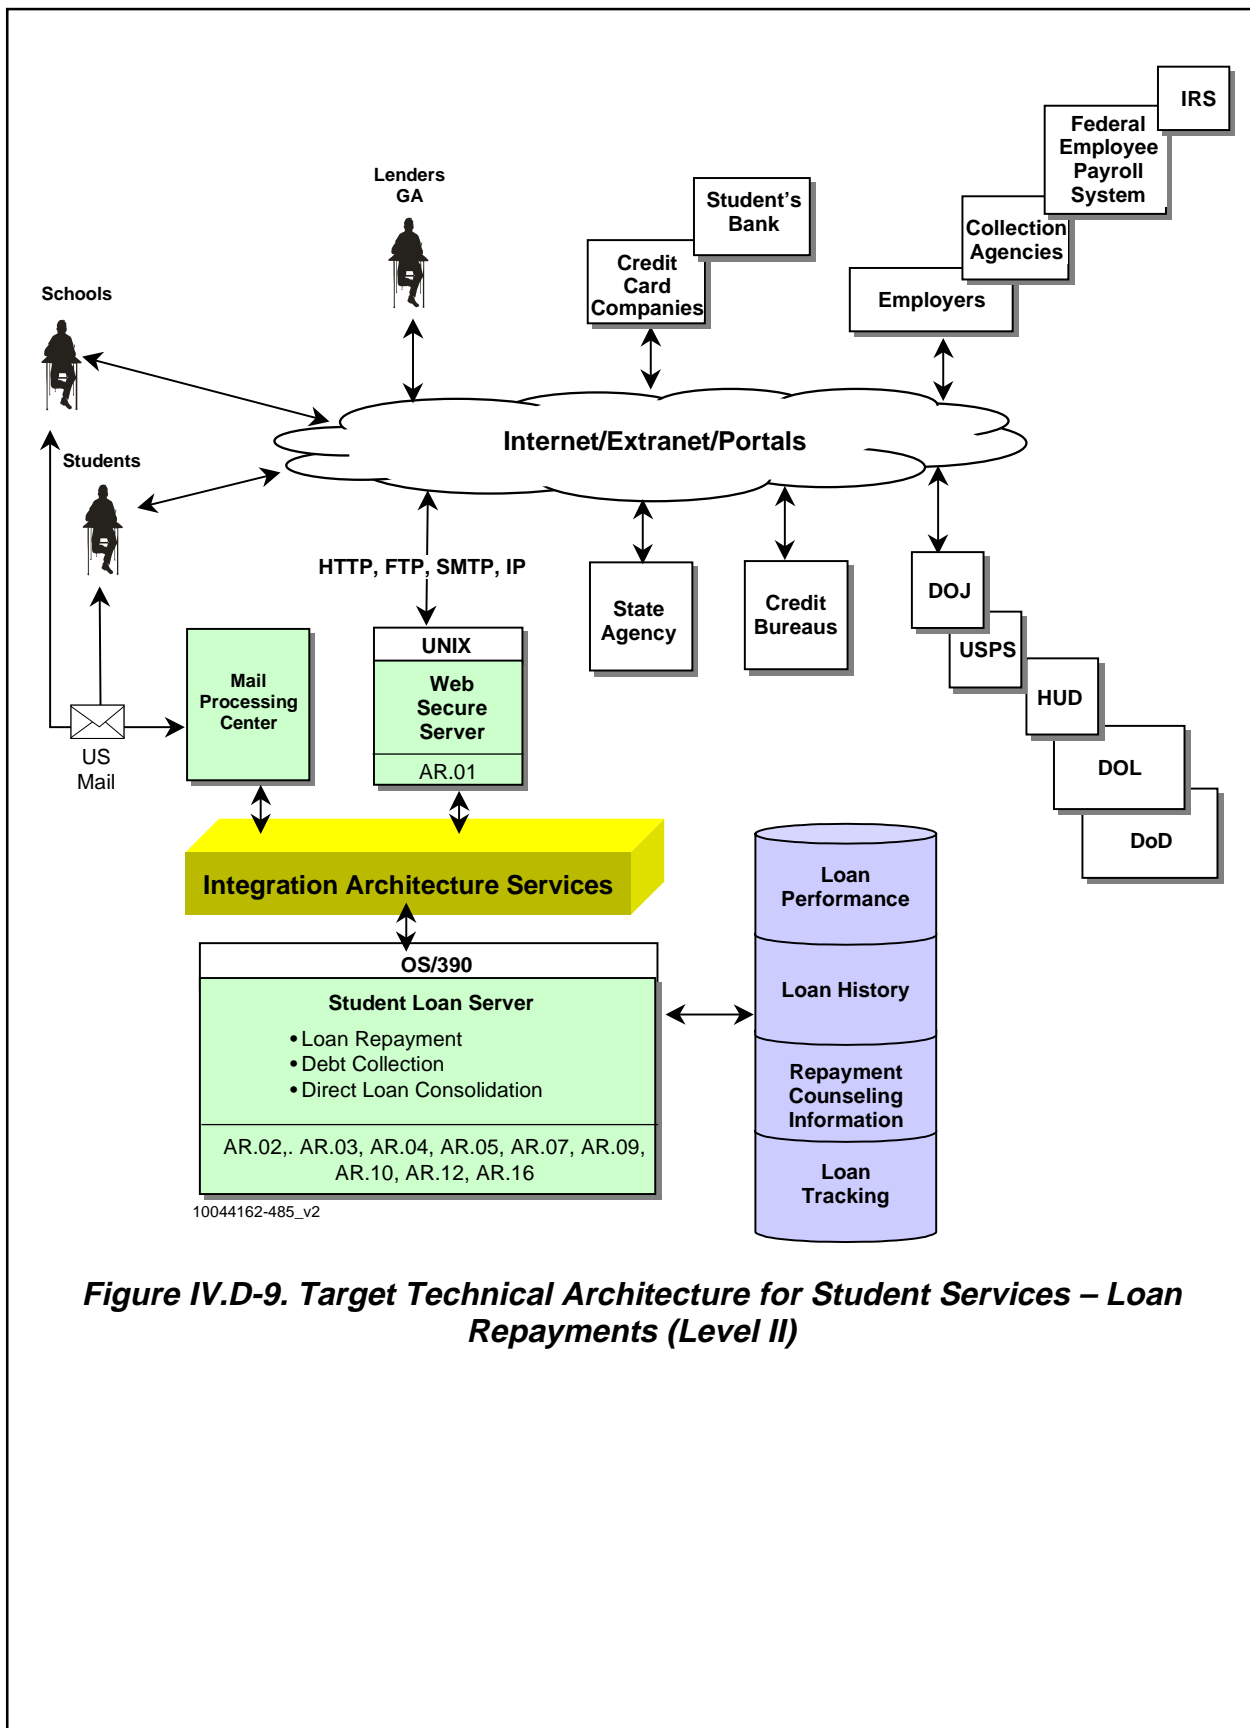 IRS
Federal
Employee
Payroll
System
Lenders
GA
Student's
Bank
Collection
Agencies
Credit
Card
Companies
Employers
Schools
Internet/Extranet/Portals
Students
HTTP, FTP, SMTP, IP
State
Agency
Credit
Bureaus
DOJ
USPS
HUD
DOL
DoD
Mail
Processing
Center
UNIX
Web
Secure
Server
AR.01
US
Mail
Integration Architecture Services
OS/390
Student Loan Server
• Loan Repayment
• Debt Collection
• Direct Loan Consolidation
AR.02,. AR.03, AR.04, AR.05, AR.07, AR.09,
AR.10, AR.12, AR.16
Loan
Performance
Loan History
Repayment
Counseling
Information
Loan
Tracking
10044162-485_v2
Figure IV.D-9. Target Technical Architecture for Student Services – Loan
Repayments (Level II)